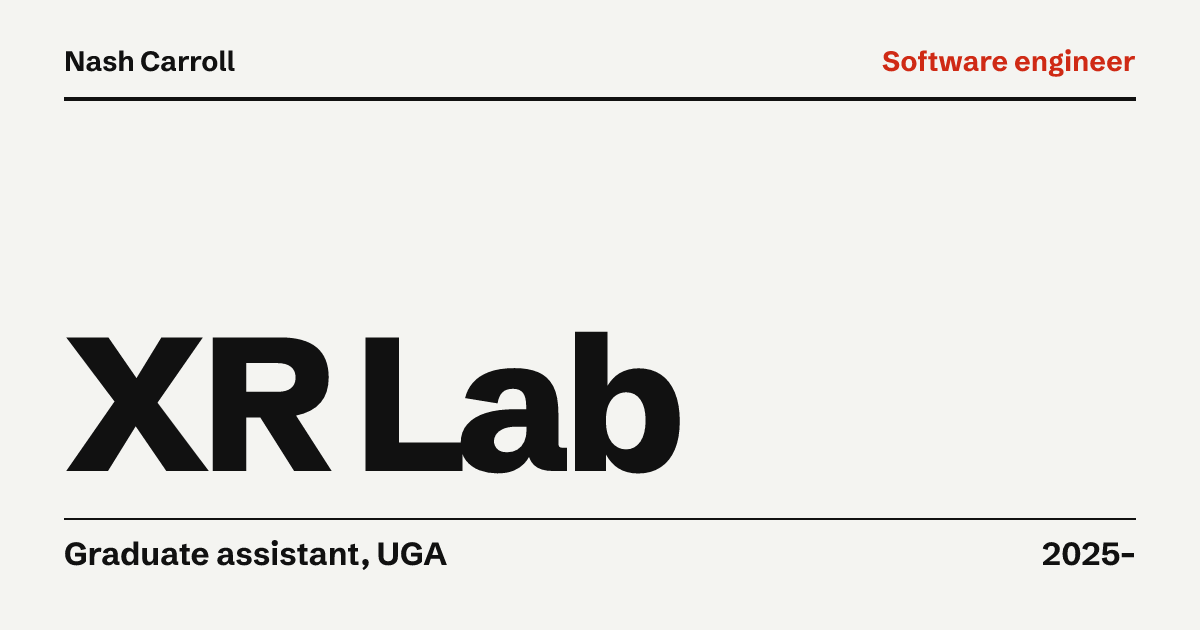 Nash Carroll
Software engineer
XR Lab
Graduate assistant, UGA
2025–